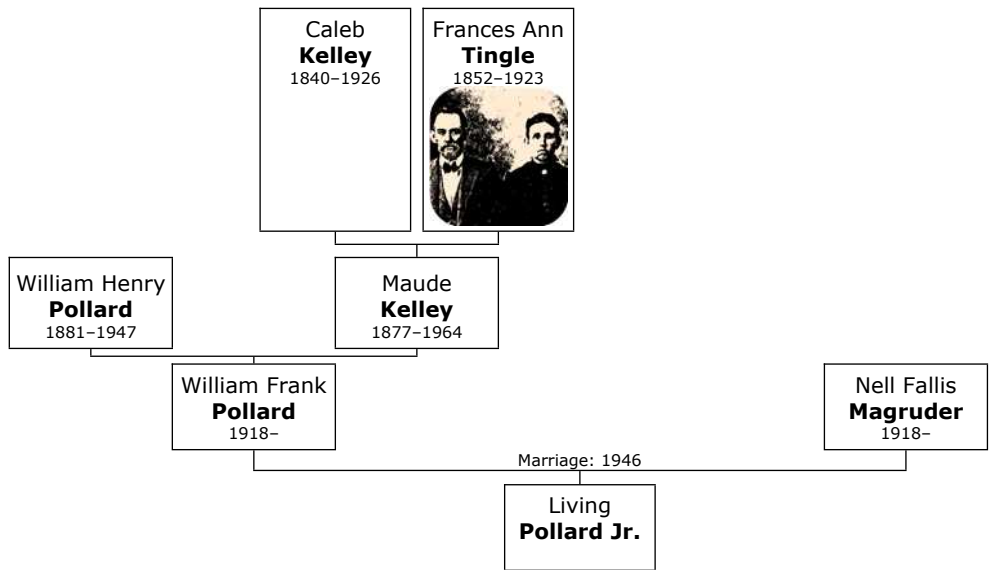 Caleb
Kelley
1840–1926
Frances Ann
Tingle
1852–1923
William Henry
Pollard
1881–1947
Maude
Kelley
1877–1964
William Frank
Pollard
1918–
Nell Fallis
Magruder
1918–
Marriage: 1946
Living
Pollard Jr.